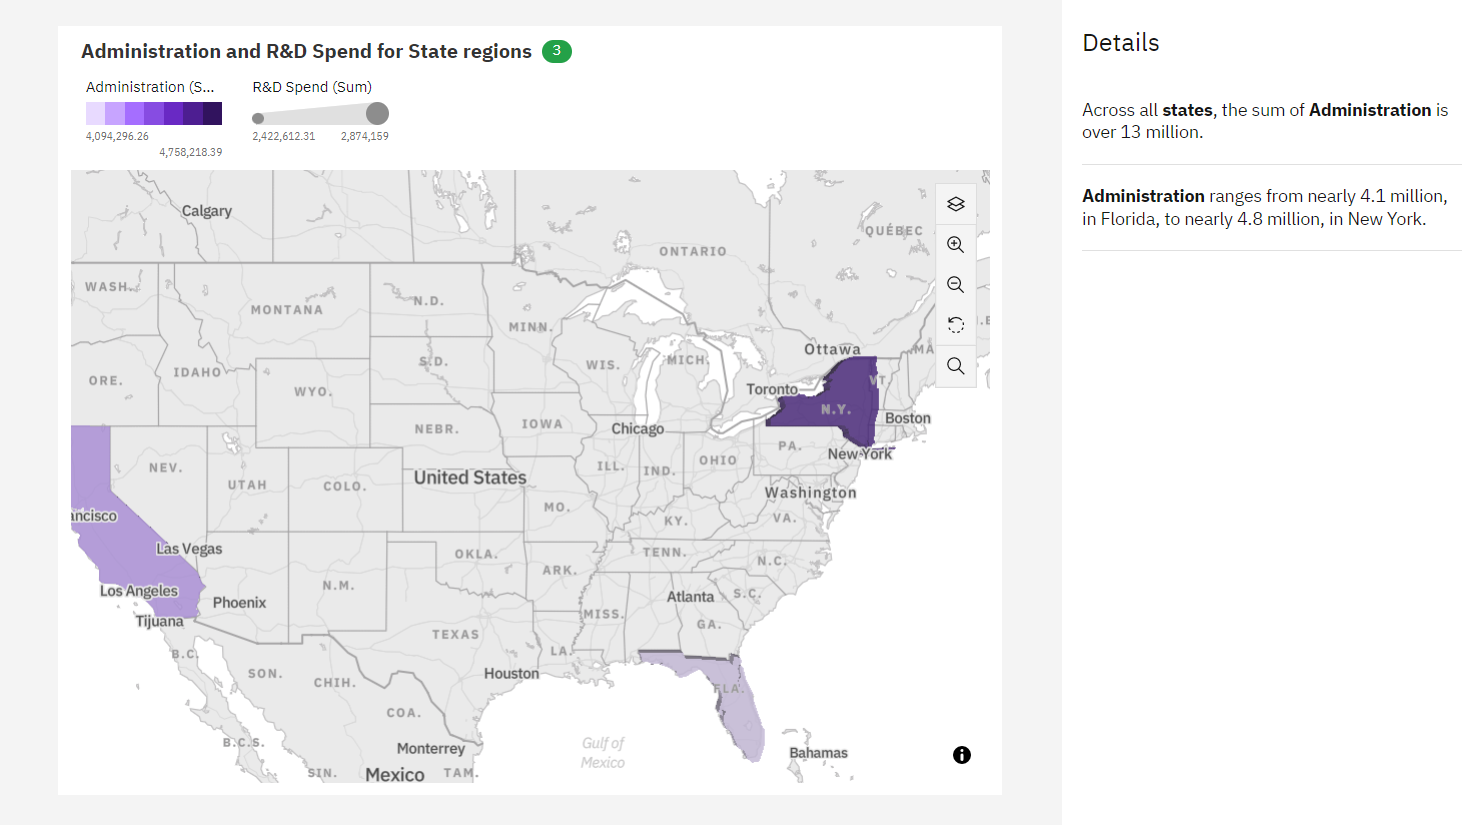 Administration and R&D Spend for State regions 3
Administration (S...
R&D Spend (Sum)
4,094,296.26
4,758,218.39
2,422,612.31
2,874,159
Calgary
ONTARIO
QUÉBEC
WASH.
MONTANA
N.D.
MINN.
Ottawa
MA
ORE.
IDAHO
WYO.
S.D.
WIS.
MICH.
Toronto
VT.
N.Y.
NEBR.
IOWA
Chicago
Boston
NEV.
UTAH
COLO.
United States
ILL.
IND.
OHIO
PA.
New York
Washington
ancisco
MO.
KY.
VA.
Las Vegas
OKLA.
TENN.
N.C.
Los Angeles
Phoenix
N.M.
ARK.
Atlanta
S.C.
Tijuana
MISS.
GA.
TEXAS
LA.
B.C.
SON.
CHIH.
Houston
FLA.
COA.
B.C.S.
Monterrey
Gulf of
Mexico
Bahamas
SIN.
Mexico
TAM.
Details
Across all states, the sum of Administration is
over 13 million.
Administration ranges from nearly 4.1 million,
in Florida, to nearly 4.8 million, in New York.